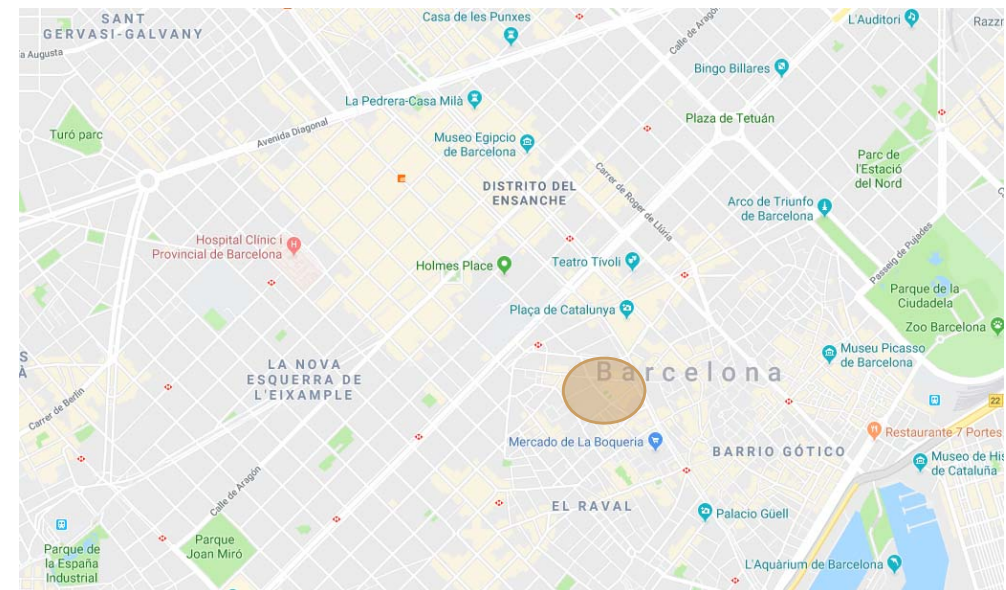 SANT
GERVASI-GALVANY
Casa de les Punxes
Calle de Aragó
L'Auditori
Razzm
a Augusta
Bingo Billares
La Pedrera-Casa Milà
Avenida Diagonal
Plaza de Tetuán
Turó parc
Museo Egipcio
de Barcelona
Parc de
l'Estació
del Nord
DISTRITO DEL
ENSANCHE
Carrer de Roger de Llúria
Arco de Triunfo
de Barcelona
Hospital Clínic i
Provincial de Barcelona
H
Holmes Place
Teatro Tívoli
Passeig de Pujades
Parque de la
Ciudadela
Plaça de Catalunya
Zoo Barcelona
Museu Picasso
de Barcelona
S
À
LA NOVA
ESQUERRA DE
L'EIXAMPLE
Barcelona
22
Carrer de Berlín
Mercado de La Boqueria
BARRIO GÓTICO
Restaurante 7 Portes
Museo de His
de Cataluña
Calle de Aragón
EL RAVAL
Palacio Güell
Parque de
la España
Industrial
Parque
Joan Miró
L'Aquàrium de Barcelona